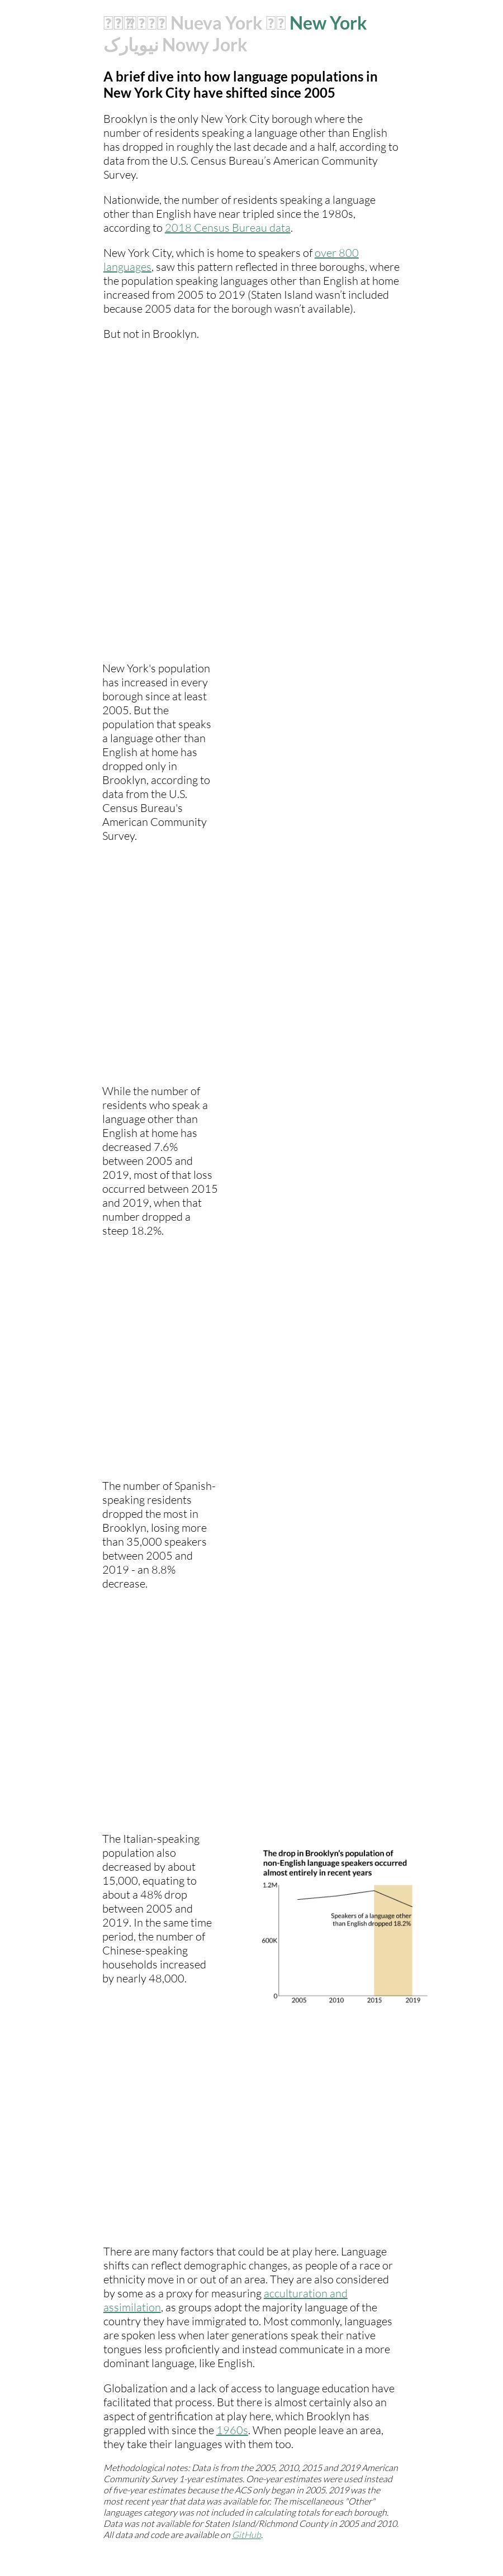 Nueva York New York
نیویارک Nowy Jork
A brief dive into how language populations in
New York City have shifted since 2005
Brooklyn is the only New York City borough where the
number of residents speaking a language other than English
has dropped in roughly the last decade and a half, according to
data from the U.S. Census Bureau's American Community
Survey.
Nationwide, the number of residents speaking a language
other than English have near tripled since the 1980s,
according to 2018 Census Bureau data.
New York City, which is home to speakers of over 800
languages, saw this pattern reflected in three boroughs, where
the population speaking languages other than English at home
increased from 2005 to 2019 (Staten Island wasn't included
because 2005 data for the borough wasn't available).
But not in Brooklyn.
New York's population
has increased in every
borough since at least
2005. But the
population that speaks
a language other than
English at home has
dropped only in
Brooklyn, according to
data from the U.S.
Census Bureau's
American Community
Survey.
While the number of
residents who speak a
language other than
English at home has
decreased 7.6%
between 2005 and
2019, most of that loss
occurred between 2015
and 2019, when that
number dropped a
steep 18.2%.
The number of Spanish-
speaking residents
dropped the most in
Brooklyn, losing more
than 35,000 speakers
between 2005 and
2019 - an 8.8%
decrease.
The Italian-speaking
population also
decreased by about
15,000, equating to
about a 48% drop
between 2005 and
2019. In the same time
period, the number of
Chinese-speaking
households increased
by nearly 48,000.
The drop in Brooklyn's population of
non-English language speakers occurred
almost entirely in recent years
1.2M
Speakers of a language other
than English dropped 18.2%
600K
0
2005 2010 2015 2019
There are many factors that could be at play here. Language
shifts can reflect demographic changes, as people of a race or
ethnicity move in or out of an area. They are also considered
by some as a proxy for measuring acculturation and
assimilation, as groups adopt the majority language of the
country they have immigrated to. Most commonly, languages
are spoken less when later generations speak their native
tongues less proficiently and instead communicate in a more
dominant language, like English.
Globalization and a lack of access to language education have
facilitated that process. But there is almost certainly also an
aspect of gentrification at play here, which Brooklyn has
grappled with since the 1960s. When people leave an area,
they take their languages with them too.
Methodological notes: Data is from the 2005, 2010, 2015 and 2019 American
Community Survey 1-year estimates. One-year estimates were used instead
of five-year estimates because the ACS only began in 2005. 2019 was the
most recent year that data was available for. The miscellaneous "Other"
languages category was not included in calculating totals for each borough.
Data was not available for Staten Island/Richmond County in 2005 and 2010.
All data and code are available on GitHub.